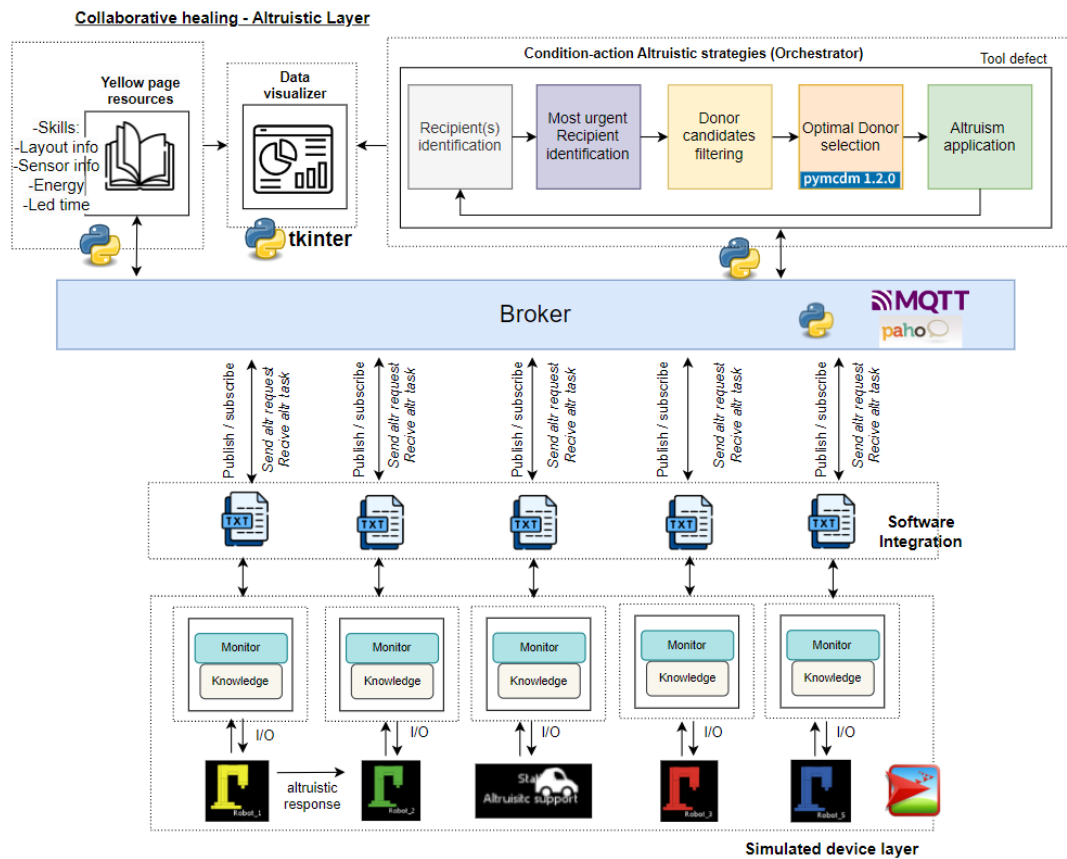 Collaborative healing - Altruistic Layer
Yellow page
resources
-Skills:
-Layout info
-Sensor info
-Energy
-Led time
Data
visualizer
tkinter
Condition-action Altruistic strategies (Orchestrator)
Tool defect
Recipient(s)
identification
Most urgent
Recipient
identification
Donor
candidates
filtering
Optimal Donor
selection
pymcdm 1.2.0
Altruism
application
Broker
MQTT
paho
Publish / subscribe
Send altr request
Recive altr task
Publish / subscribe
Send altr request
Recive altr task
Publish / subscribe
Send altr request
Recive altr task
Publish / subscribe
Send altr request
Recive altr task
Publish / subscribe
Send altr request
Recive altr task
TXT
TXT
TXT
TXT
TXT
Software
Integration
Monitor
Knowledge
Monitor
Knowledge
Monitor
Knowledge
Monitor
Knowledge
Monitor
Knowledge
I/O
I/O
I/O
I/O
I/O
Robot_1
altruistic
response
Robot_2
Altruisitc support
Robot_3
Robot_5
Simulated device layer